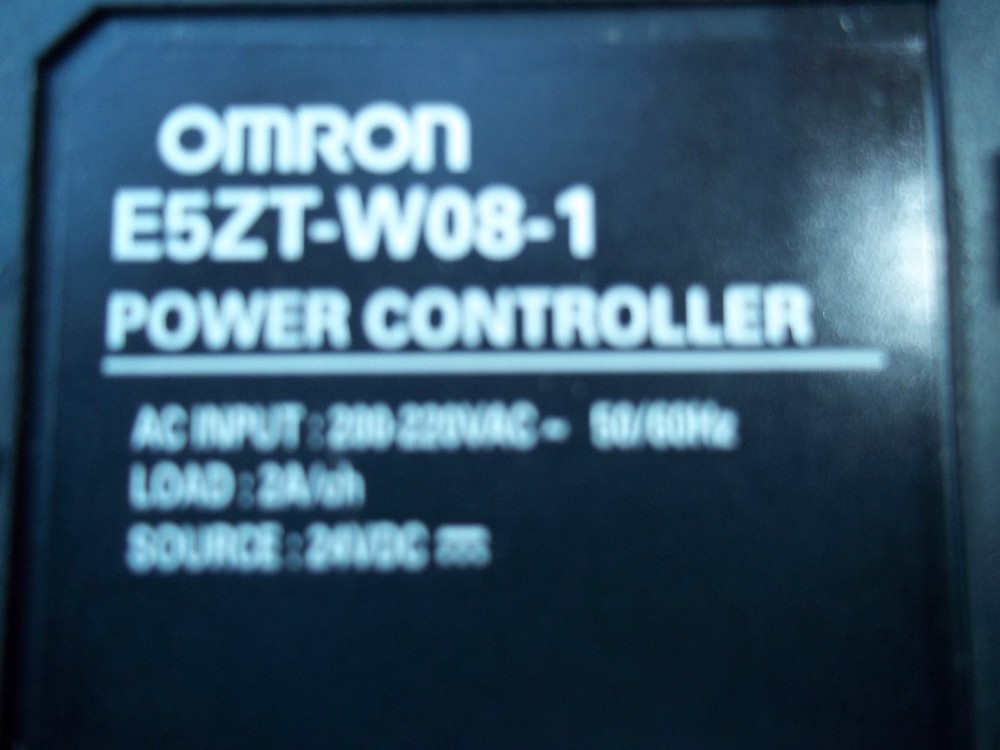 OMRON
E5ZT-W08-1
POWER CONTROLLER
AC INPUT : 200-220VAC~ 50/60Hz
LOAD : 2A/ch
SOURCE : 24VDC ⎓